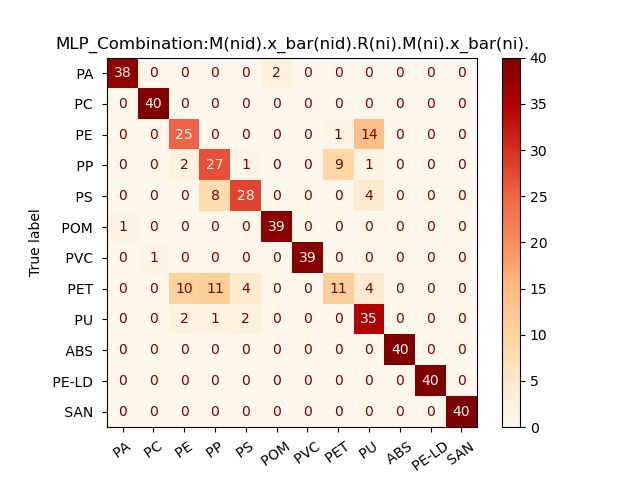 MLP_Combination:M(nid).x_bar(nid).R(ni).M(ni).x_bar(ni).
PA 38 0 0 0 0 2 0 0 0 0 0 0
PC 0 40 0 0 0 0 0 0 0 0 0 0
PE 0 0 25 0 0 0 0 1 14 0 0 0
PP 0 0 2 27 1 0 0 9 1 0 0 0
PS 0 0 0 8 28 0 0 0 4 0 0 0
POM 1 0 0 0 0 39 0 0 0 0 0 0
PVC 0 1 0 0 0 0 39 0 0 0 0 0
PET 0 0 10 11 4 0 0 11 4 0 0 0
PU 0 0 2 1 2 0 0 0 35 0 0 0
ABS 0 0 0 0 0 0 0 0 0 40 0 0
PE-LD 0 0 0 0 0 0 0 0 0 0 40 0
SAN 0 0 0 0 0 0 0 0 0 0 0 40
PA PC PE PP PS POM PVC PET PU ABS PE-LD SAN
True label
40
35
30
25
20
15
10
5
0